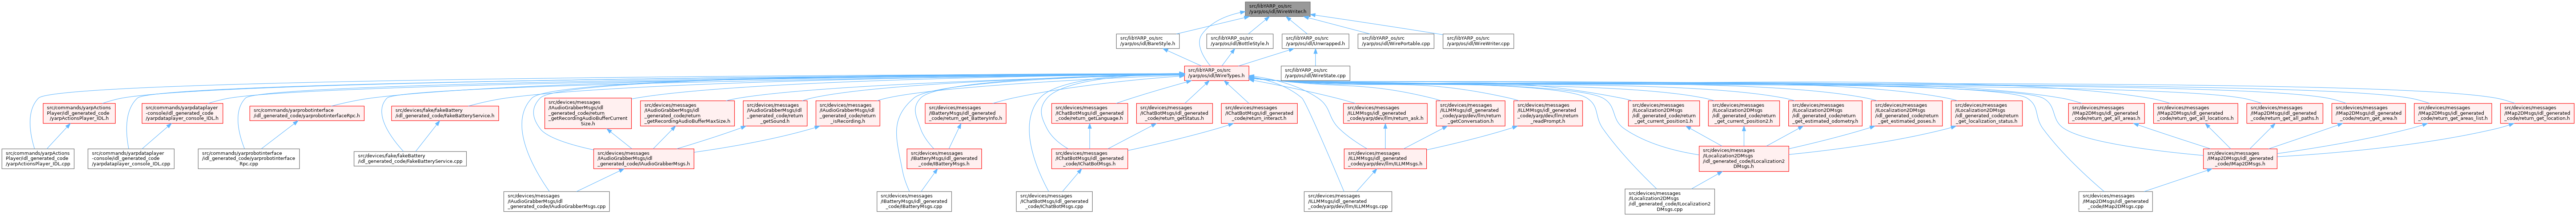 src/libYARP_os/src
/yarp/os/idl/WireWriter.h
src/libYARP_os/src
/yarp/os/idl/BareStyle.h
src/libYARP_os/src
/yarp/os/idl/BottleStyle.h
src/libYARP_os/src
/yarp/os/idl/Unwrapped.h
src/libYARP_os/src
/yarp/os/idl/WirePortable.cpp
src/libYARP_os/src
/yarp/os/idl/WireWriter.cpp
src/libYARP_os/src
/yarp/os/idl/WireTypes.h
src/libYARP_os/src
/yarp/os/idl/WireState.cpp
src/commands/yarpActions
Player/idl_generated_code
/yarpActionsPlayer_IDL.h
src/commands/yarpdataplayer
-console/idl_generated_code
/yarpdataplayer_console_IDL.h
src/commands/yarprobotinterface
/idl_generated_code/yarprobotinterfaceRpc.h
src/devices/fake/fakeBattery
/idl_generated_code/fakeBatteryService.h
src/devices/messages
/IAudioGrabberMsgs/idl
_generated_code/return
_getRecordingAudioBufferCurrent
Size.h
src/devices/messages
/IAudioGrabberMsgs/idl
_generated_code/return
_getRecordingAudioBufferMaxSize.h
src/devices/messages
/IAudioGrabberMsgs/idl
_generated_code/return
_getSound.h
src/devices/messages
/IAudioGrabberMsgs/idl
_generated_code/return
_isRecording.h
src/devices/messages
/IBatteryMsgs/idl_generated
_code/return_get_BatteryInfo.h
src/devices/messages
/IChatBotMsgs/idl_generated
_code/return_getLanguage.h
src/devices/messages
/IChatBotMsgs/idl_generated
_code/return_getStatus.h
src/devices/messages
/IChatBotMsgs/idl_generated
_code/return_interact.h
src/devices/messages
/ILLMMsgs/idl_generated
_code/yarp/dev/llm/return_ask.h
src/devices/messages
/ILLMMsgs/idl_generated
_code/yarp/dev/llm/return
_getConversation.h
src/devices/messages
/ILLMMsgs/idl_generated
_code/yarp/dev/llm/return
_readPrompt.h
src/devices/messages
/ILocalization2DMsgs
/idl_generated_code/return
_get_current_position1.h
src/devices/messages
/ILocalization2DMsgs
/idl_generated_code/return
_get_current_position2.h
src/devices/messages
/ILocalization2DMsgs
/idl_generated_code/return
_get_estimated_odometry.h
src/devices/messages
/ILocalization2DMsgs
/idl_generated_code/return
_get_estimated_poses.h
src/devices/messages
/ILocalization2DMsgs
/idl_generated_code/return
_get_localization_status.h
src/devices/messages
/IMap2DMsgs/idl_generated
_code/return_get_all_areas.h
src/devices/messages
/IMap2DMsgs/idl_generated
_code/return_get_all_locations.h
src/devices/messages
/IMap2DMsgs/idl_generated
_code/return_get_all_paths.h
src/devices/messages
/IMap2DMsgs/idl_generated
_code/return_get_area.h
src/devices/messages
/IMap2DMsgs/idl_generated
_code/return_get_areas_list.h
src/devices/messages
/IMap2DMsgs/idl_generated
_code/return_get_location.h
src/commands/yarpActions
Player/idl_generated_code
/yarpActionsPlayer_IDL.cpp
src/commands/yarpdataplayer
-console/idl_generated_code
/yarpdataplayer_console_IDL.cpp
src/commands/yarprobotinterface
/idl_generated_code/yarprobotinterface
Rpc.cpp
src/devices/fake/fakeBattery
/idl_generated_code/fakeBatteryService.cpp
src/devices/messages
/IAudioGrabberMsgs/idl
_generated_code/IAudioGrabberMsgs.h
src/devices/messages
/IBatteryMsgs/idl_generated
_code/IBatteryMsgs.h
src/devices/messages
/IChatBotMsgs/idl_generated
_code/IChatBotMsgs.h
src/devices/messages
/ILLMMsgs/idl_generated
_code/yarp/dev/llm/ILLMMsgs.h
src/devices/messages
/ILocalization2DMsgs
/idl_generated_code/ILocalization2
DMsgs.h
src/devices/messages
/IMap2DMsgs/idl_generated
_code/IMap2DMsgs.h
src/devices/messages
/IAudioGrabberMsgs/idl
_generated_code/IAudioGrabberMsgs.cpp
src/devices/messages
/IBatteryMsgs/idl_generated
_code/IBatteryMsgs.cpp
src/devices/messages
/IChatBotMsgs/idl_generated
_code/IChatBotMsgs.cpp
src/devices/messages
/ILLMMsgs/idl_generated
_code/yarp/dev/llm/ILLMMsgs.cpp
src/devices/messages
/ILocalization2DMsgs
/idl_generated_code/ILocalization2
DMsgs.cpp
src/devices/messages
/IMap2DMsgs/idl_generated
_code/IMap2DMsgs.cpp